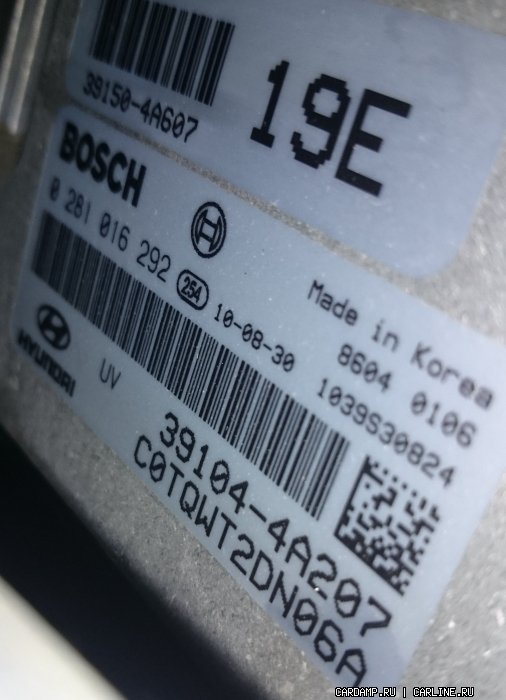 19E
39150-4A607
BOSCH
0 281 016 292 254 10-08-30
Made in Korea
8604 0106
1039S30824
HYUNDAI
UV
39104-4A207
C0TQWT2DN06A
CARDAMP.RU | CARLINE.RU